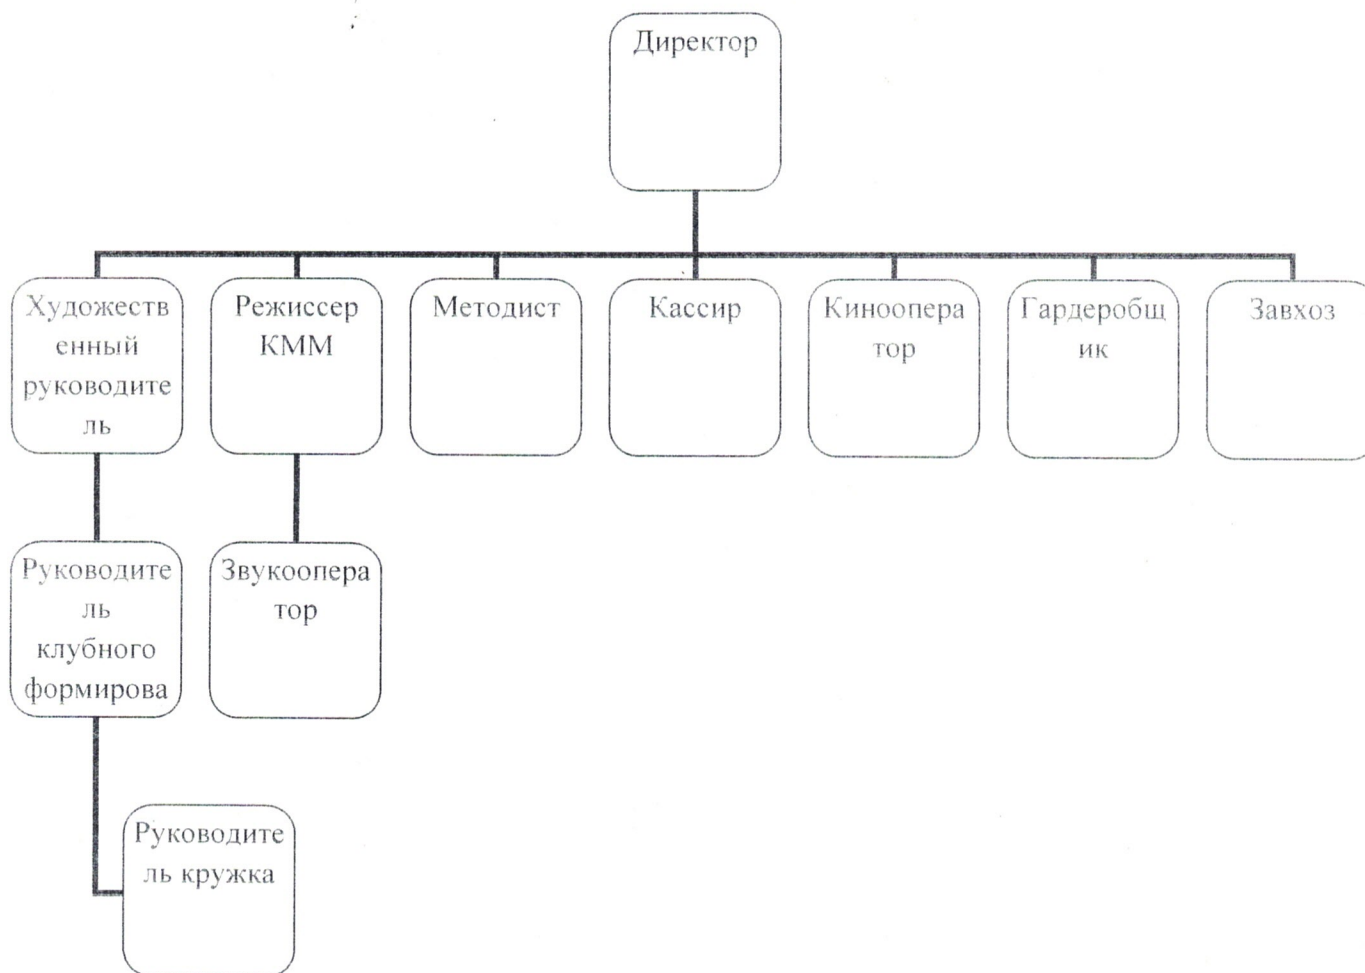 Директор
Художеств
енный
руководите
ль
Режиссер
КММ
Методист
Кассир
Киноопера
тор
Гардеробщ
ик
Завхоз
Руководите
ль
клубного
формирова
Звукоопера
тор
Руководите
ль кружка